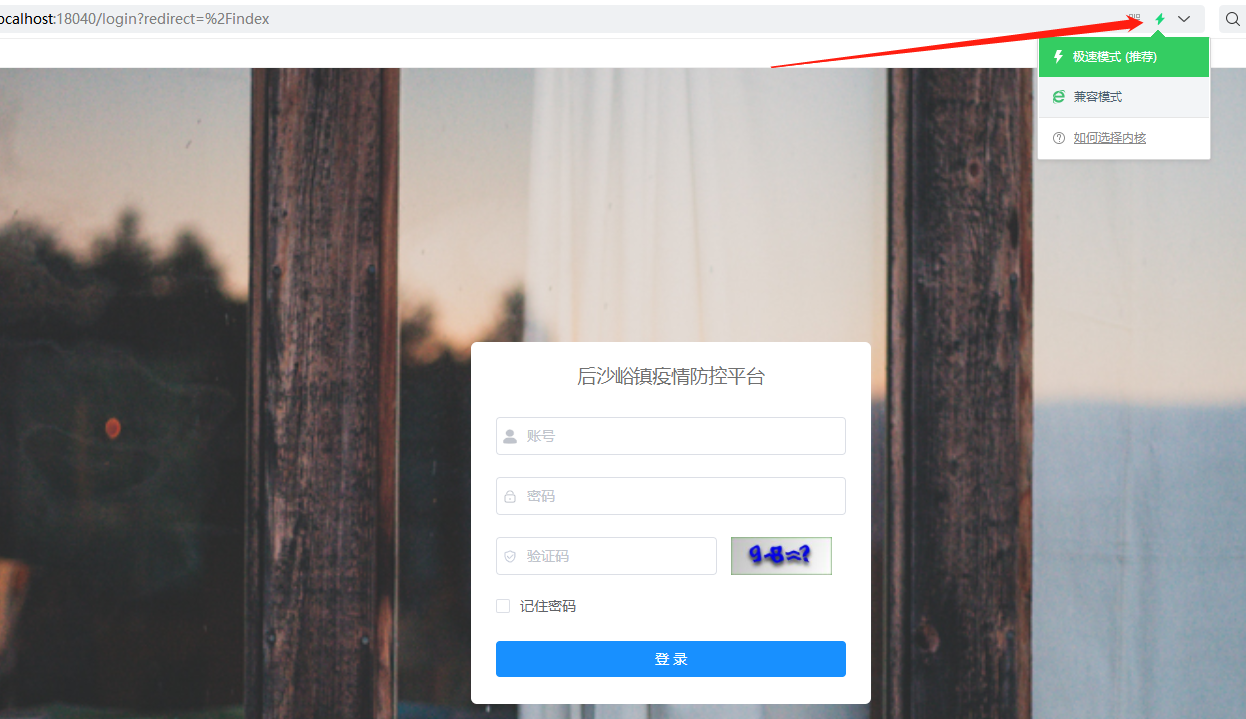 ocalhost:18040/login?redirect=%2Findex
极速模式 (推荐)
兼容模式
如何选择内核
后沙峪镇疫情防控平台
账号
密码
验证码
9-8=?
记住密码
登 录